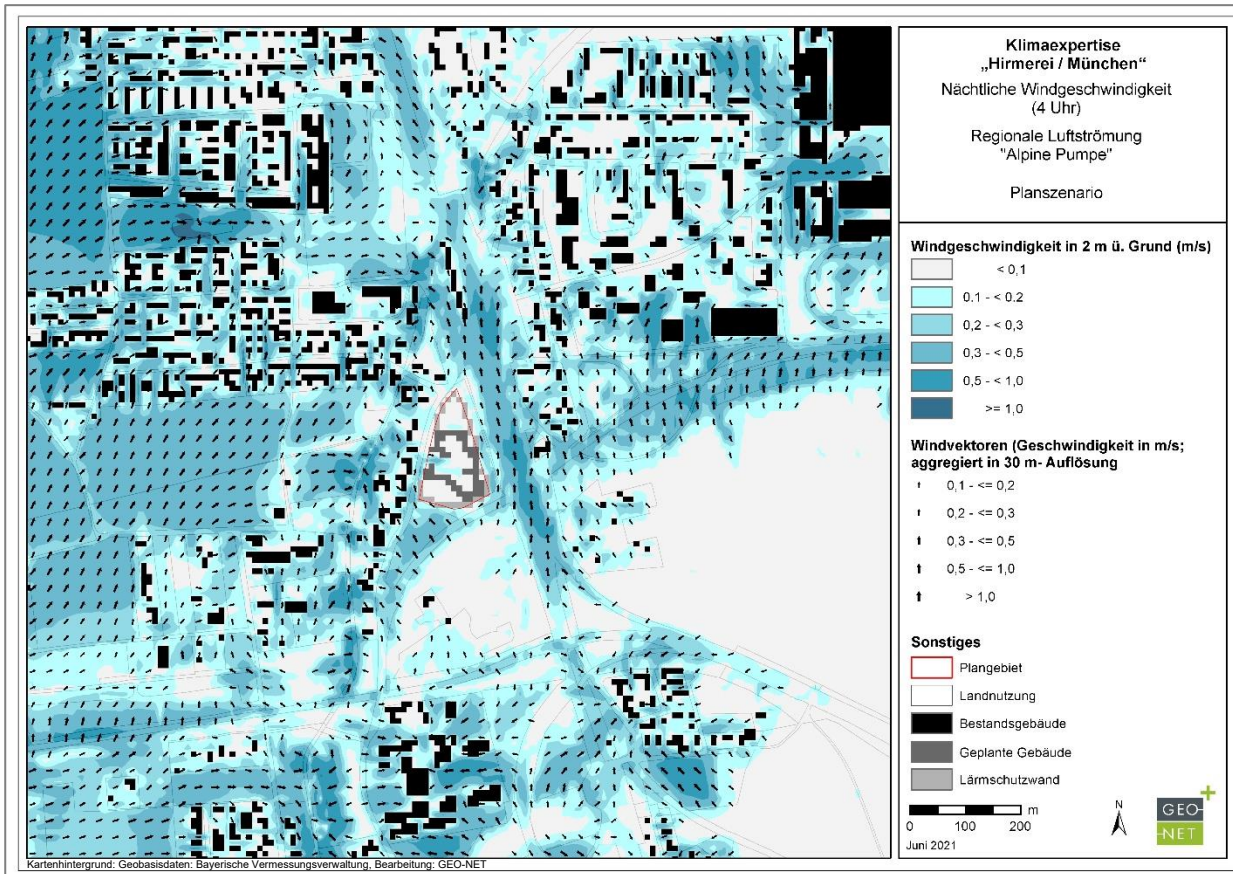 Klimaexpertise
„Hirmerei / München“
Nächtliche Windgeschwindigkeit
(4 Uhr)
Regionale Luftströmung
"Alpine Pumpe"
Planszenario
Windgeschwindigkeit in 2 m ü. Grund (m/s)
< 0,1
0.1 - < 0.2
0,2 - < 0,3
0,3 - < 0,5
0,5 - < 1,0
>= 1,0
Windvektoren (Geschwindigkeit in m/s;
aggregiert in 30 m- Auflösung
0,1 - <= 0,2
0,2 - <= 0,3
0,3 - <= 0,5
0,5 - <= 1,0
> 1,0
Sonstiges
Plangebiet
Landnutzung
Bestandsgebäude
Geplante Gebäude
Lärmschutzwand
m
0 100 200
N
GEO-
-NET
Juni 2021
Kartenhintergrund: Geobasisdaten: Bayerische Vermessungsverwaltung, Bearbeitung: GEO-NET